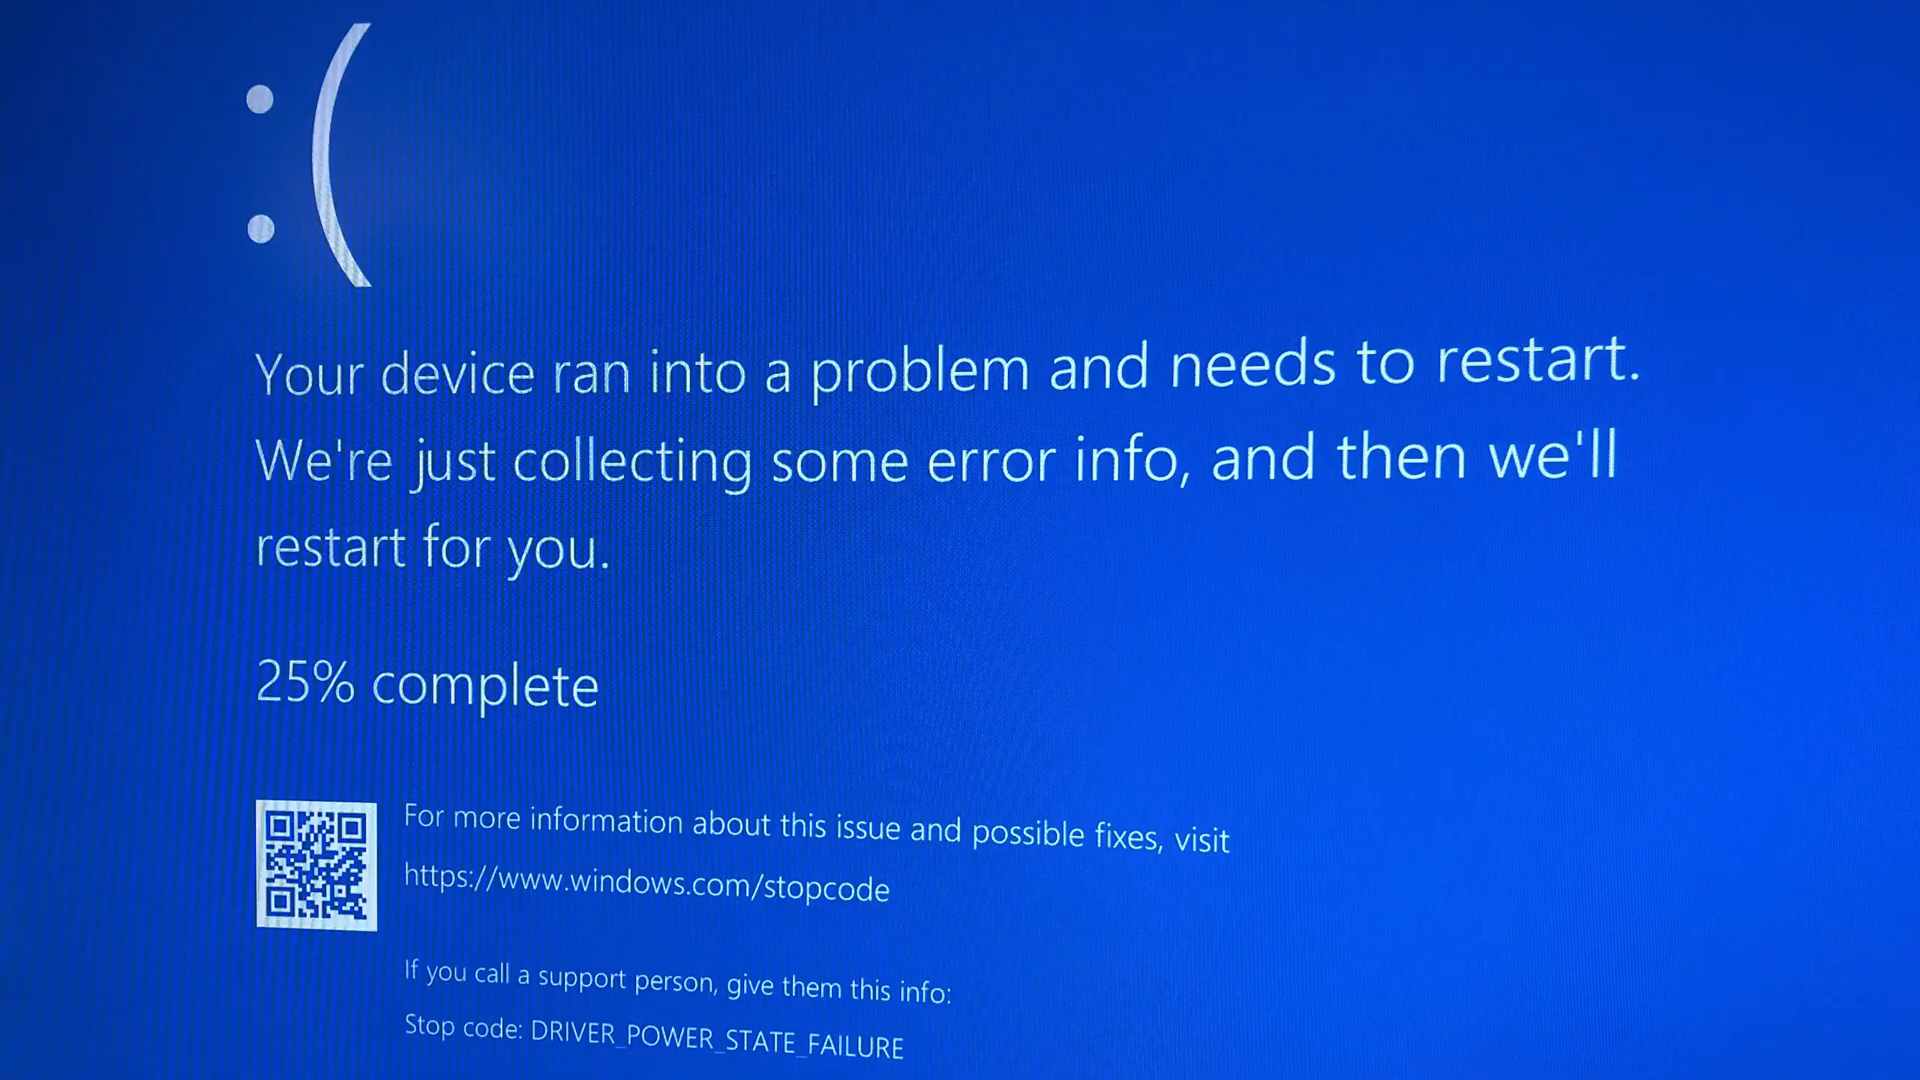 :(
Your device ran into a problem and needs to restart.
We're just collecting some error info, and then we'll
restart for you.
25% complete
For more information about this issue and possible fixes, visit
https://www.windows.com/stopcode
If you call a support person, give them this info:
Stop code: DRIVER_POWER_STATE_FAILURE